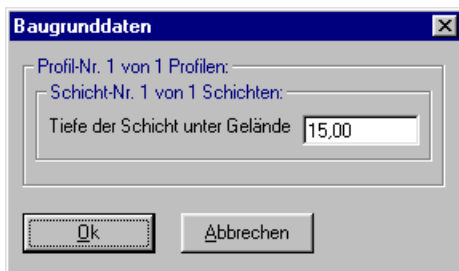 Baugrunddaten
Profil-Nr. 1 von 1 Profilen:
Schicht-Nr. 1 von 1 Schichten:
Tiefe der Schicht unter Gelände 15,00
Ok Abbrechen